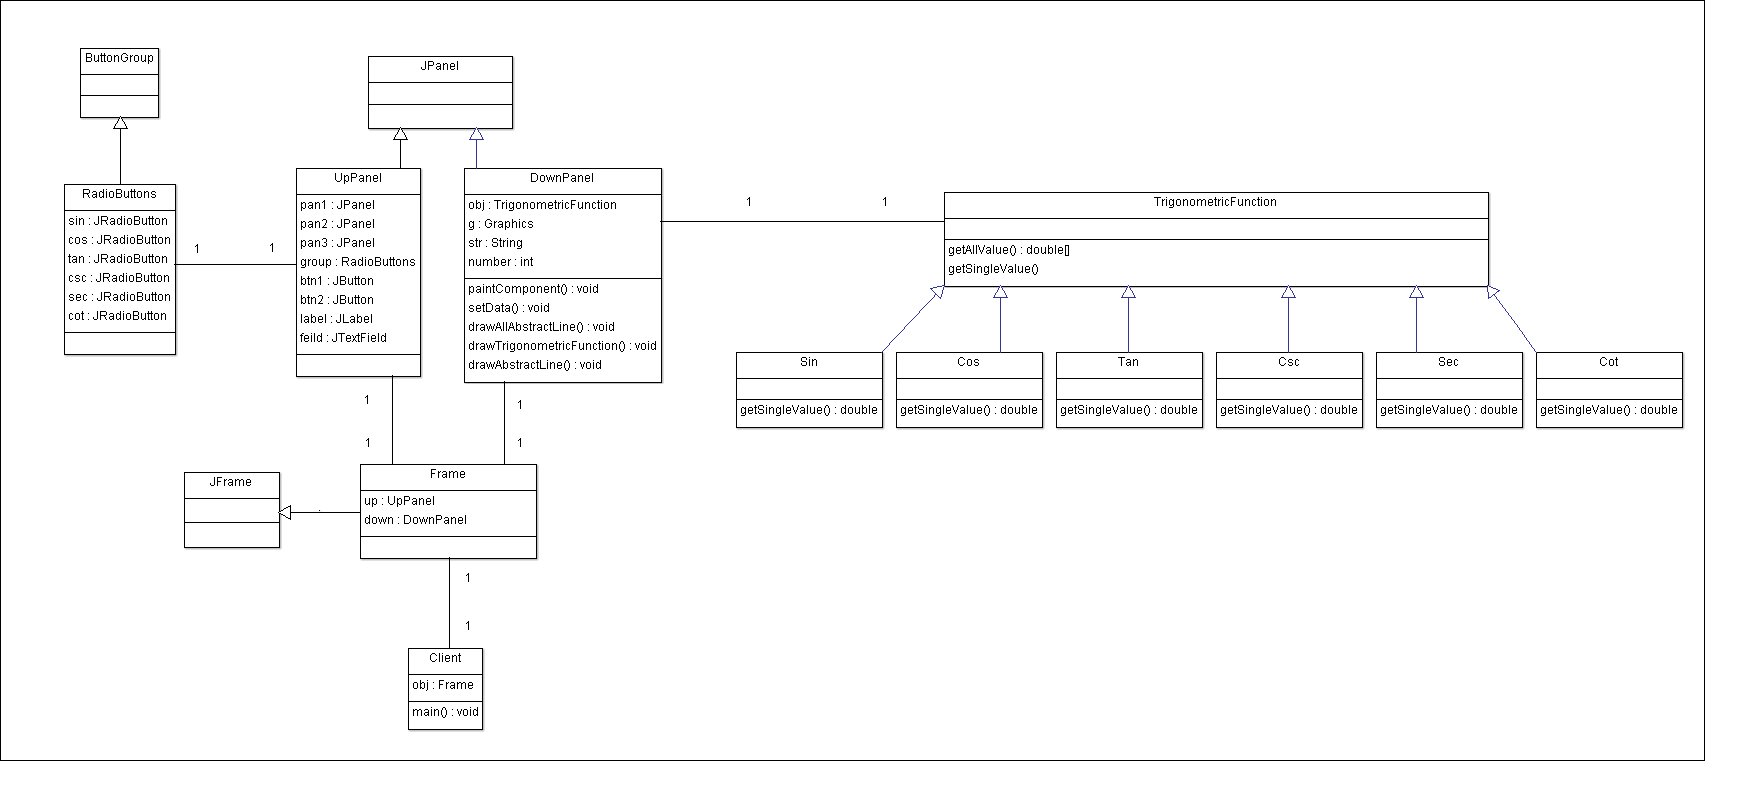 ButtonGroup
JPanel
RadioButtons
sin : JRadioButton
cos : JRadioButton
tan : JRadioButton
csc : JRadioButton
sec : JRadioButton
cot : JRadioButton
1
1
UpPanel
pan1 : JPanel
pan2 : JPanel
pan3 : JPanel
group : RadioButtons
btn1 : JButton
btn2 : JButton
label : JLabel
feild : JTextField
DownPanel
obj : TrigonometricFunction
g : Graphics
str : String
number : int
paintComponent() : void
setData() : void
drawAllAbstractLine() : void
drawTrigonometricFunction() : void
drawAbstractLine() : void
1
1
TrigonometricFunction
getAllValue() : double[]
getSingleValue()
Sin
getSingleValue() : double
Cos
getSingleValue() : double
Tan
getSingleValue() : double
Csc
getSingleValue() : double
Sec
getSingleValue() : double
Cot
getSingleValue() : double
1
1
1
1
JFrame
Frame
up : UpPanel
down : DownPanel
1
1
Client
obj : Frame
main() : void